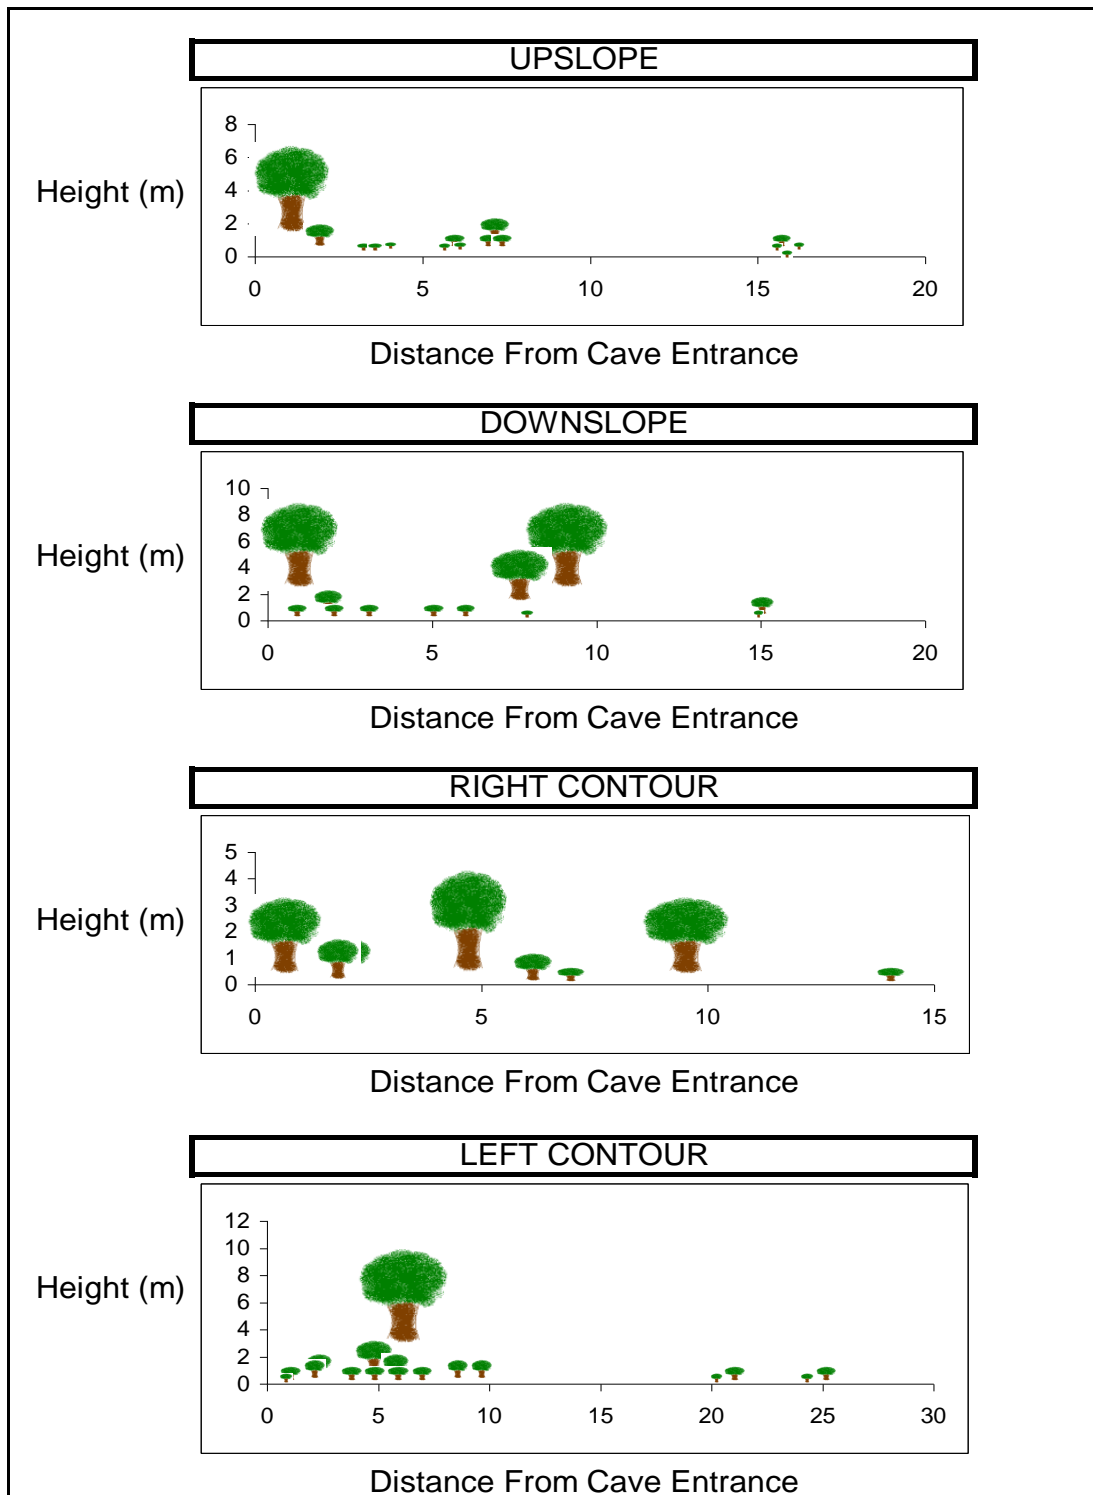 UPSLOPE
8
6
4
2
0
Height (m)
0 5 10 15 20
Distance From Cave Entrance
DOWNSLOPE
10
8
6
4
2
0
Height (m)
0 5 10 15 20
Distance From Cave Entrance
RIGHT CONTOUR
5
4
3
2
1
0
Height (m)
0 5 10 15
Distance From Cave Entrance
LEFT CONTOUR
12
10
8
6
4
2
0
Height (m)
0 5 10 15 20 25 30
Distance From Cave Entrance